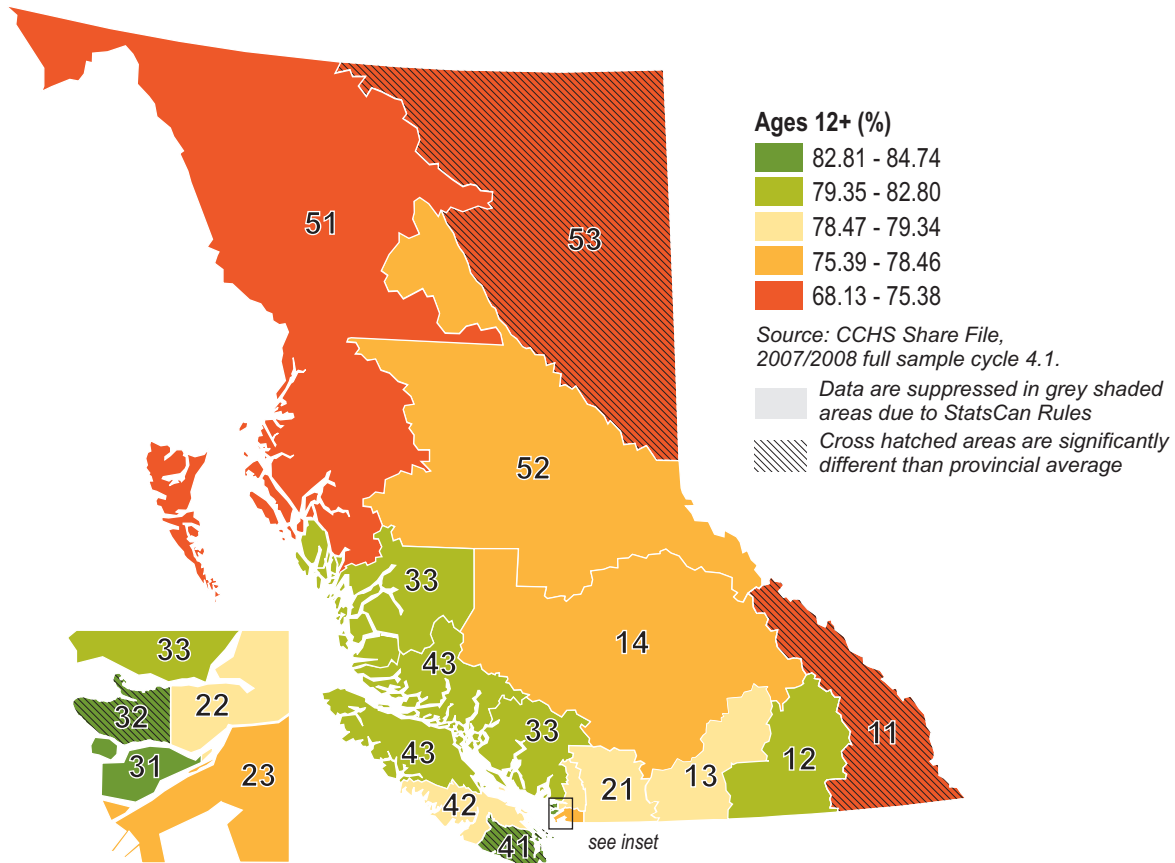 Ages 12+ (%)
82.81 - 84.74
79.35 - 82.80
78.47 - 79.34
75.39 - 78.46
68.13 - 75.38
Source: CCHS Share File,
2007/2008 full sample cycle 4.1.
Data are suppressed in grey shaded
areas due to StatsCan Rules
Cross hatched areas are significantly
different than provincial average
51
53
52
33
14
43
33
43
12
11
13
21
42
41
see inset
33
32
22
31
23